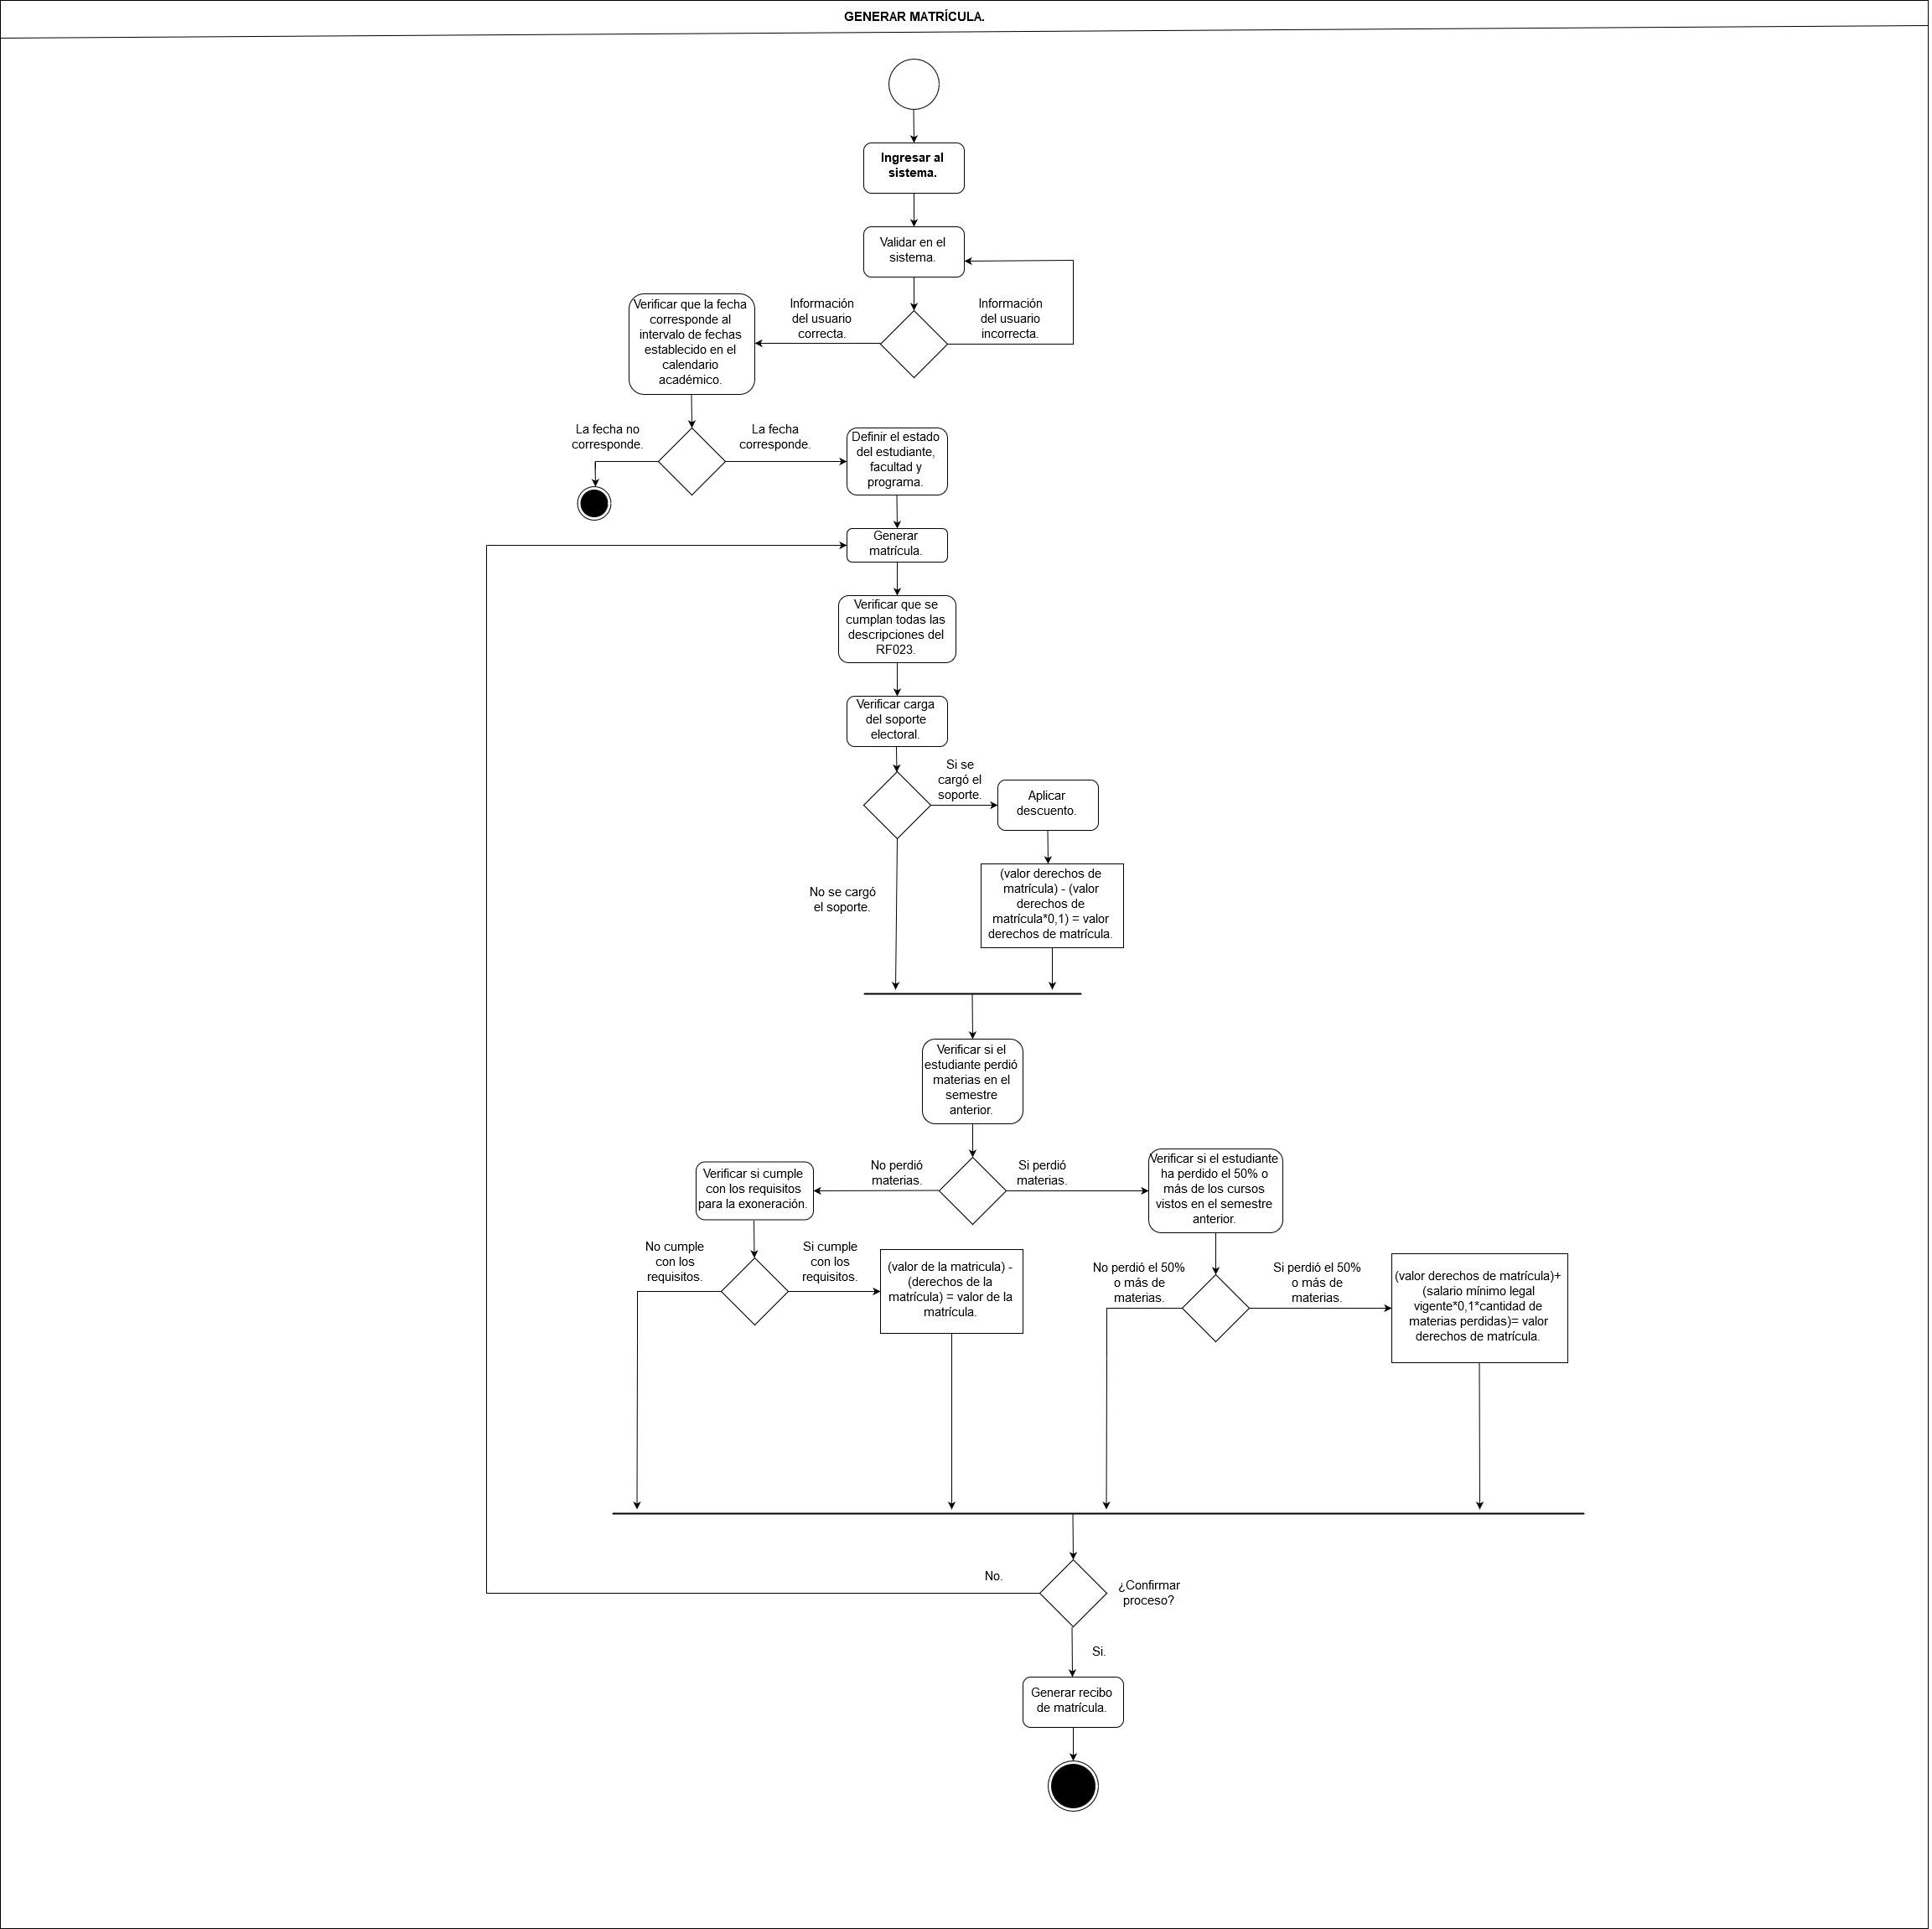 GENERAR MATRÍCULA.
Ingresar al
sistema.
Validar en el
sistema.
Información
del usuario
correcta.
Información
del usuario
incorrecta.
Verificar que la fecha
corresponde al
intervalo de fechas
establecido en el
calendario
académico.
La fecha no
corresponde.
La fecha
corresponde.
Definir el estado
del estudiante,
facultad y
programa.
Generar
matrícula.
Verificar que se
cumplan todas las
descripciones del
RF023.
Verificar carga
del soporte
electoral.
Si se
cargó el
soporte.
Aplicar
descuento.
No se cargó
el soporte.
(valor derechos de
matrícula) - (valor
derechos de
matrícula*0,1) = valor
derechos de matrícula.
Verificar si el
estudiante perdió
materias en el
semestre
anterior.
No perdió
materias.
Si perdió
materias.
Verificar si cumple
con los requisitos
para la exoneración.
Verificar si el estudiante
ha perdido el 50% o
más de los cursos
vistos en el semestre
anterior.
No cumple
con los
requisitos.
Si cumple
con los
requisitos.
(valor de la matricula) -
(derechos de la
matrícula) = valor de la
matrícula.
No perdió el 50%
o más de
materias.
Si perdió el 50%
o más de
materias.
(valor derechos de matrícula)+
(salario mínimo legal
vigente*0,1*cantidad de
materias perdidas)= valor
derechos de matrícula.
No.
¿Confirmar
proceso?
Si.
Generar recibo
de matrícula.